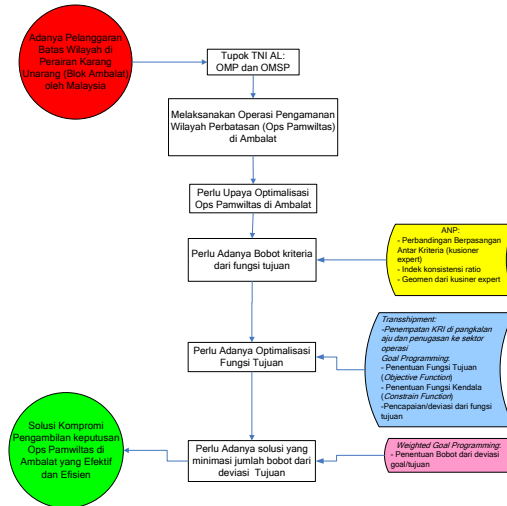 Adanya Pelanggaran
Batas Wilayah di
Perairan Karang
Unarang (Blok Ambalat)
oleh Malaysia
Tupok TNI AL:
OMP dan OMSP
Melaksanakan Operasi Pengamanan
Wilayah Perbatasan (Ops Pamwiltas) di
Ambalat
Perlu Upaya Optimalisasi
Ops Pamwiltas di Ambalat
Perlu Adanya Bobot kriteria
dari fungsi tujuan
ANP:
- Perbandingan Berpasangan
Antar Kriteria (kusioner
expert)
- Indek konsistensi ratio
- Geomen dari kusiner expert
Perlu Adanya Optimalisasi
Fungsi Tujuan
Transshipment:
-Penempatan KRI di pangkalan
aju dan penugasan ke sektor
operasi
Goal Programming:
- Penentuan Fungsi Tujuan
(Objective Function)
- Penentuan Fungsi Kendala
(Constrain Function)
-Pencapaian/deviasi dari fungsi
tujuan
Perlu Adanya solusi yang
minimasi jumlah bobot dari
deviasi Tujuan
Weighted Goal Programming:
- Penentuan Bobot dari deviasi
goal/tujuan
Solusi Kompromi
Pengambilan keputusan
Ops Pamwiltas di
Ambalat yang Efektif
dan Efisien